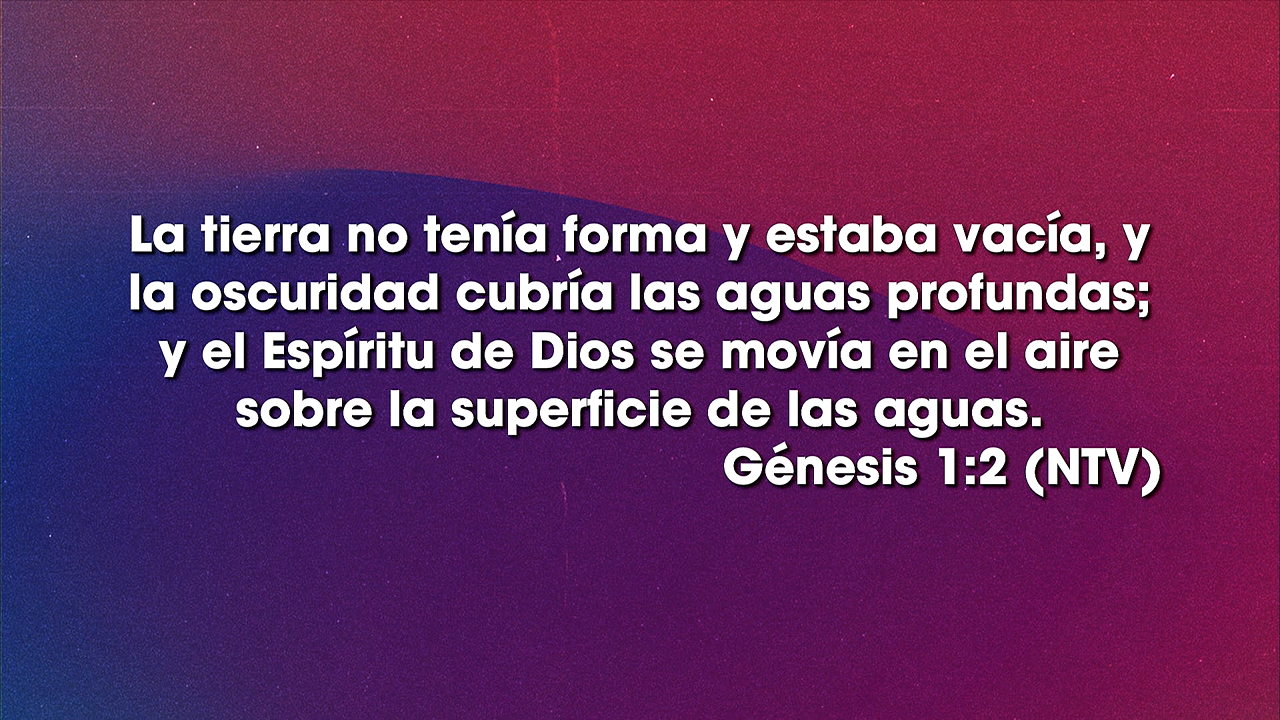 La tierra no tenía forma y estaba vacía, y
la oscuridad cubría las aguas profundas;
y el Espíritu de Dios se movía en el aire
sobre la superficie de las aguas.
Génesis 1:2 (NTV)